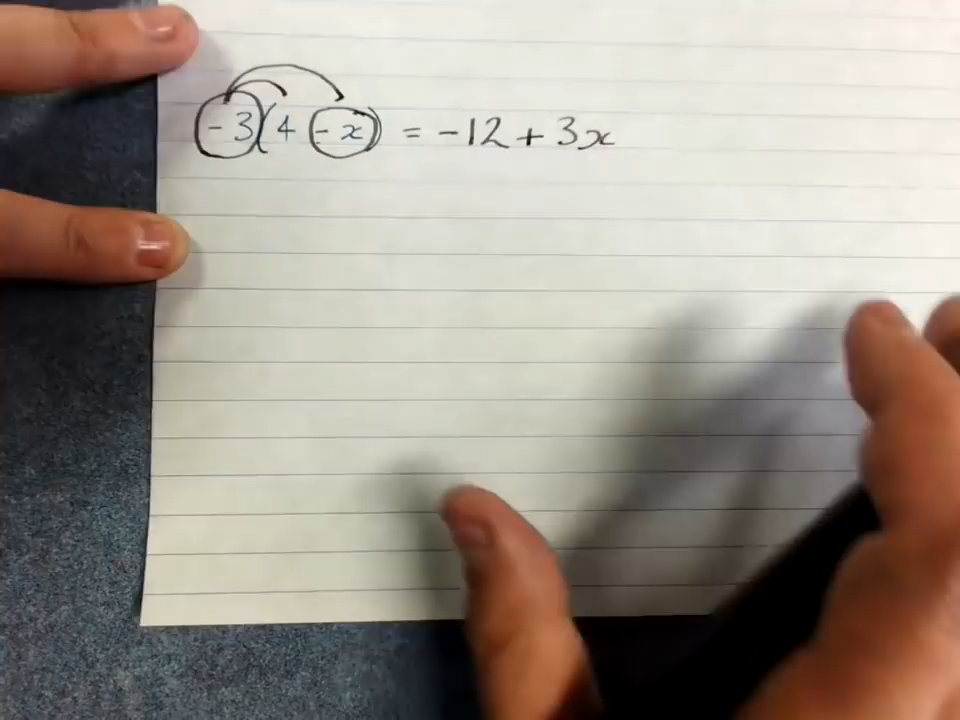 -3(4 -x) = -12 + 3x